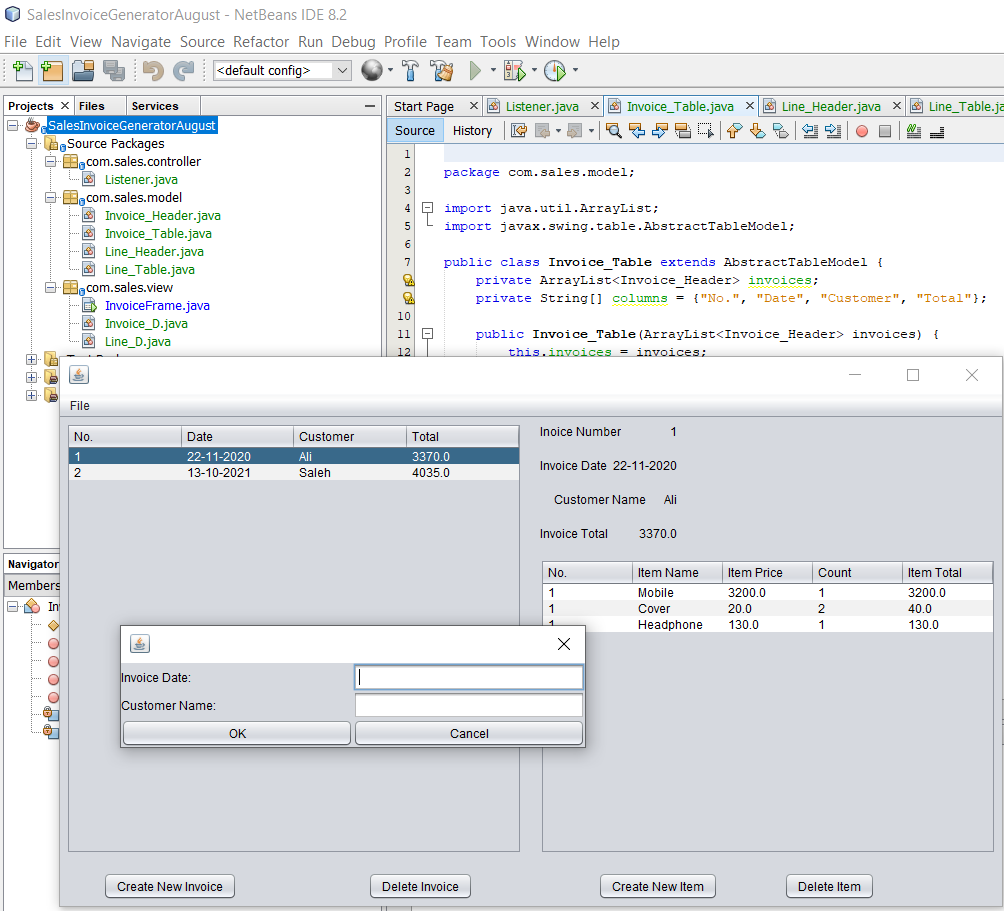 SalesInvoiceGeneratorAugust - NetBeans IDE 8.2
File Edit View Navigate Source Refactor Run Debug Profile Team Tools Window Help
<default config>
Projects Files Services
SalesInvoiceGeneratorAugust
Source Packages
com.sales.controller
Listener.java
com.sales.model
Invoice_Header.java
Invoice_Table.java
Line_Header.java
Line_Table.java
com.sales.view
InvoiceFrame.java
Invoice_D.java
Line_D.java
Start Page Listener.java Invoice_Table.java Line_Header.java Line_Table.ja
Source History
1
2 package com.sales.model;
3
4 import java.util.ArrayList;
5 import javax.swing.table.AbstractTableModel;
6
7 public class Invoice_Table extends AbstractTableModel {
private ArrayList<Invoice_Header> invoices;
private String[] columns = {"No.", "Date", "Customer", "Total"};
10
11 public Invoice_Table(ArrayList<Invoice_Header> invoices) {
12 this.invoices = invoices;
Navigator
Members
File
No. Date Customer Total
1 22-11-2020 Ali 3370.0
2 13-10-2021 Saleh 4035.0
Inoice Number 1
Invoice Date 22-11-2020
Customer Name Ali
Invoice Total 3370.0
No. Item Name Item Price Count Item Total
1 Mobile 3200.0 1 3200.0
1 Cover 20.0 2 40.0
1 Headphone 130.0 1 130.0
Invoice Date:
Customer Name:
OK Cancel
Create New Invoice Delete Invoice Create New Item Delete Item